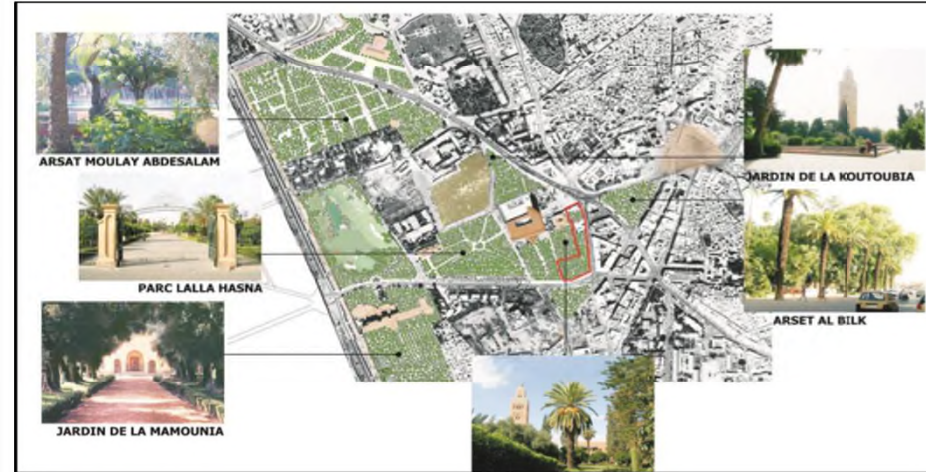 ARSAT MOULAY ABDESALAM
JARDIN DE LA KOUTOUBIA
PARC LALLA HASNA
ARSET AL BILK
JARDIN DE LA MAMOUNIA